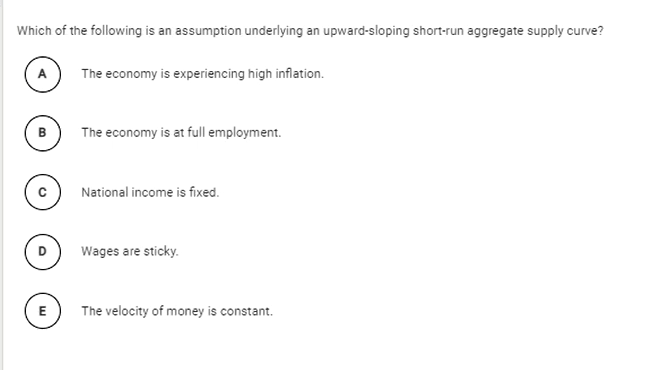 Which of the following is an assumption underlying an upward-sloping short-run aggregate supply curve?
A The economy is experiencing high inflation.
B The economy is at full employment.
C National income is fixed.
D Wages are sticky.
E The velocity of money is constant.